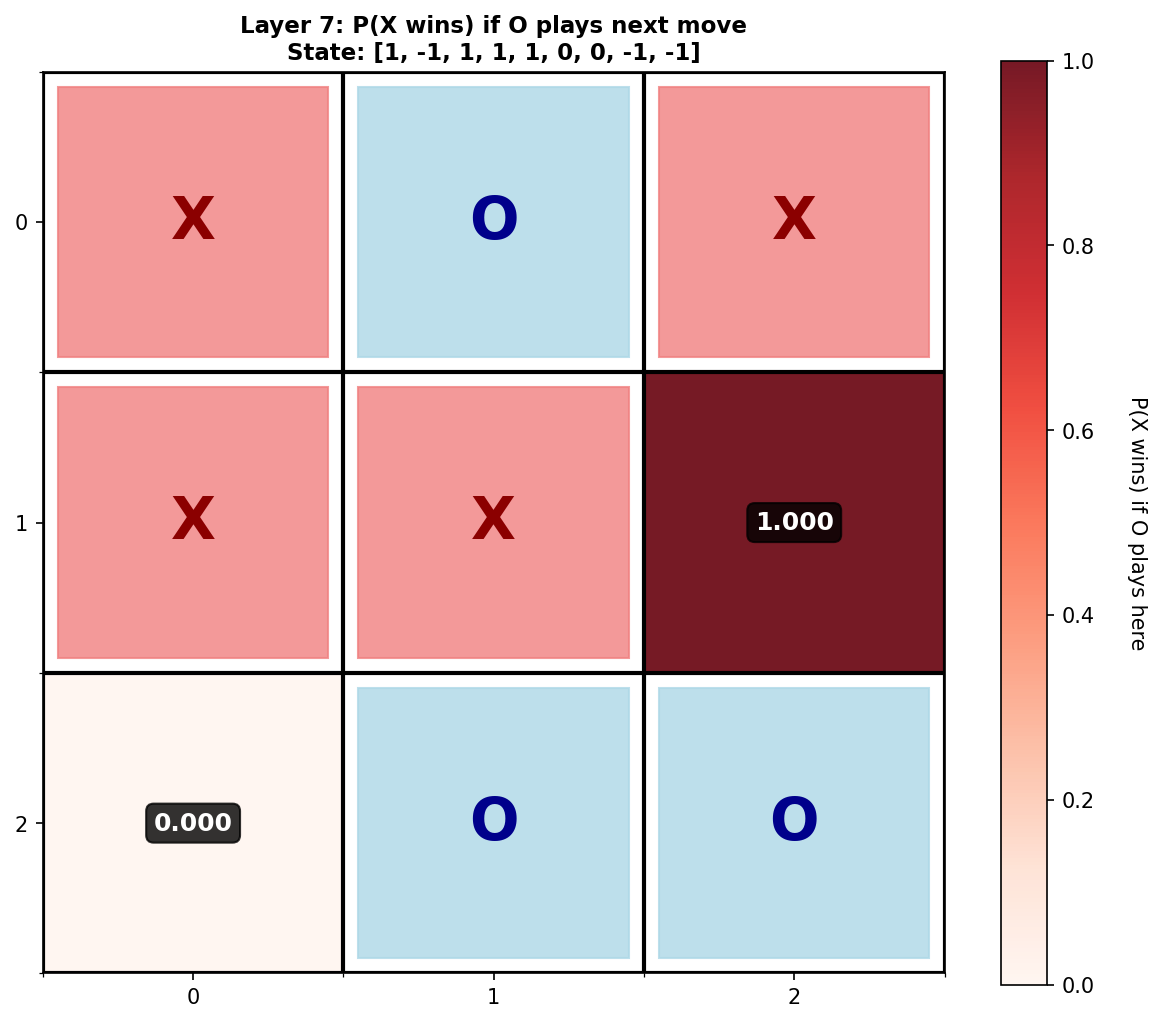 Layer 7: P(X wins) if O plays next move
State: [1, -1, 1, 1, 1, 0, 0, -1, -1]
0
X
O
X
1
X
X
1.000
2
0.000
O
O
0
1
2
1.0
0.8
0.6
0.4
0.2
0.0
P(X wins) if O plays here